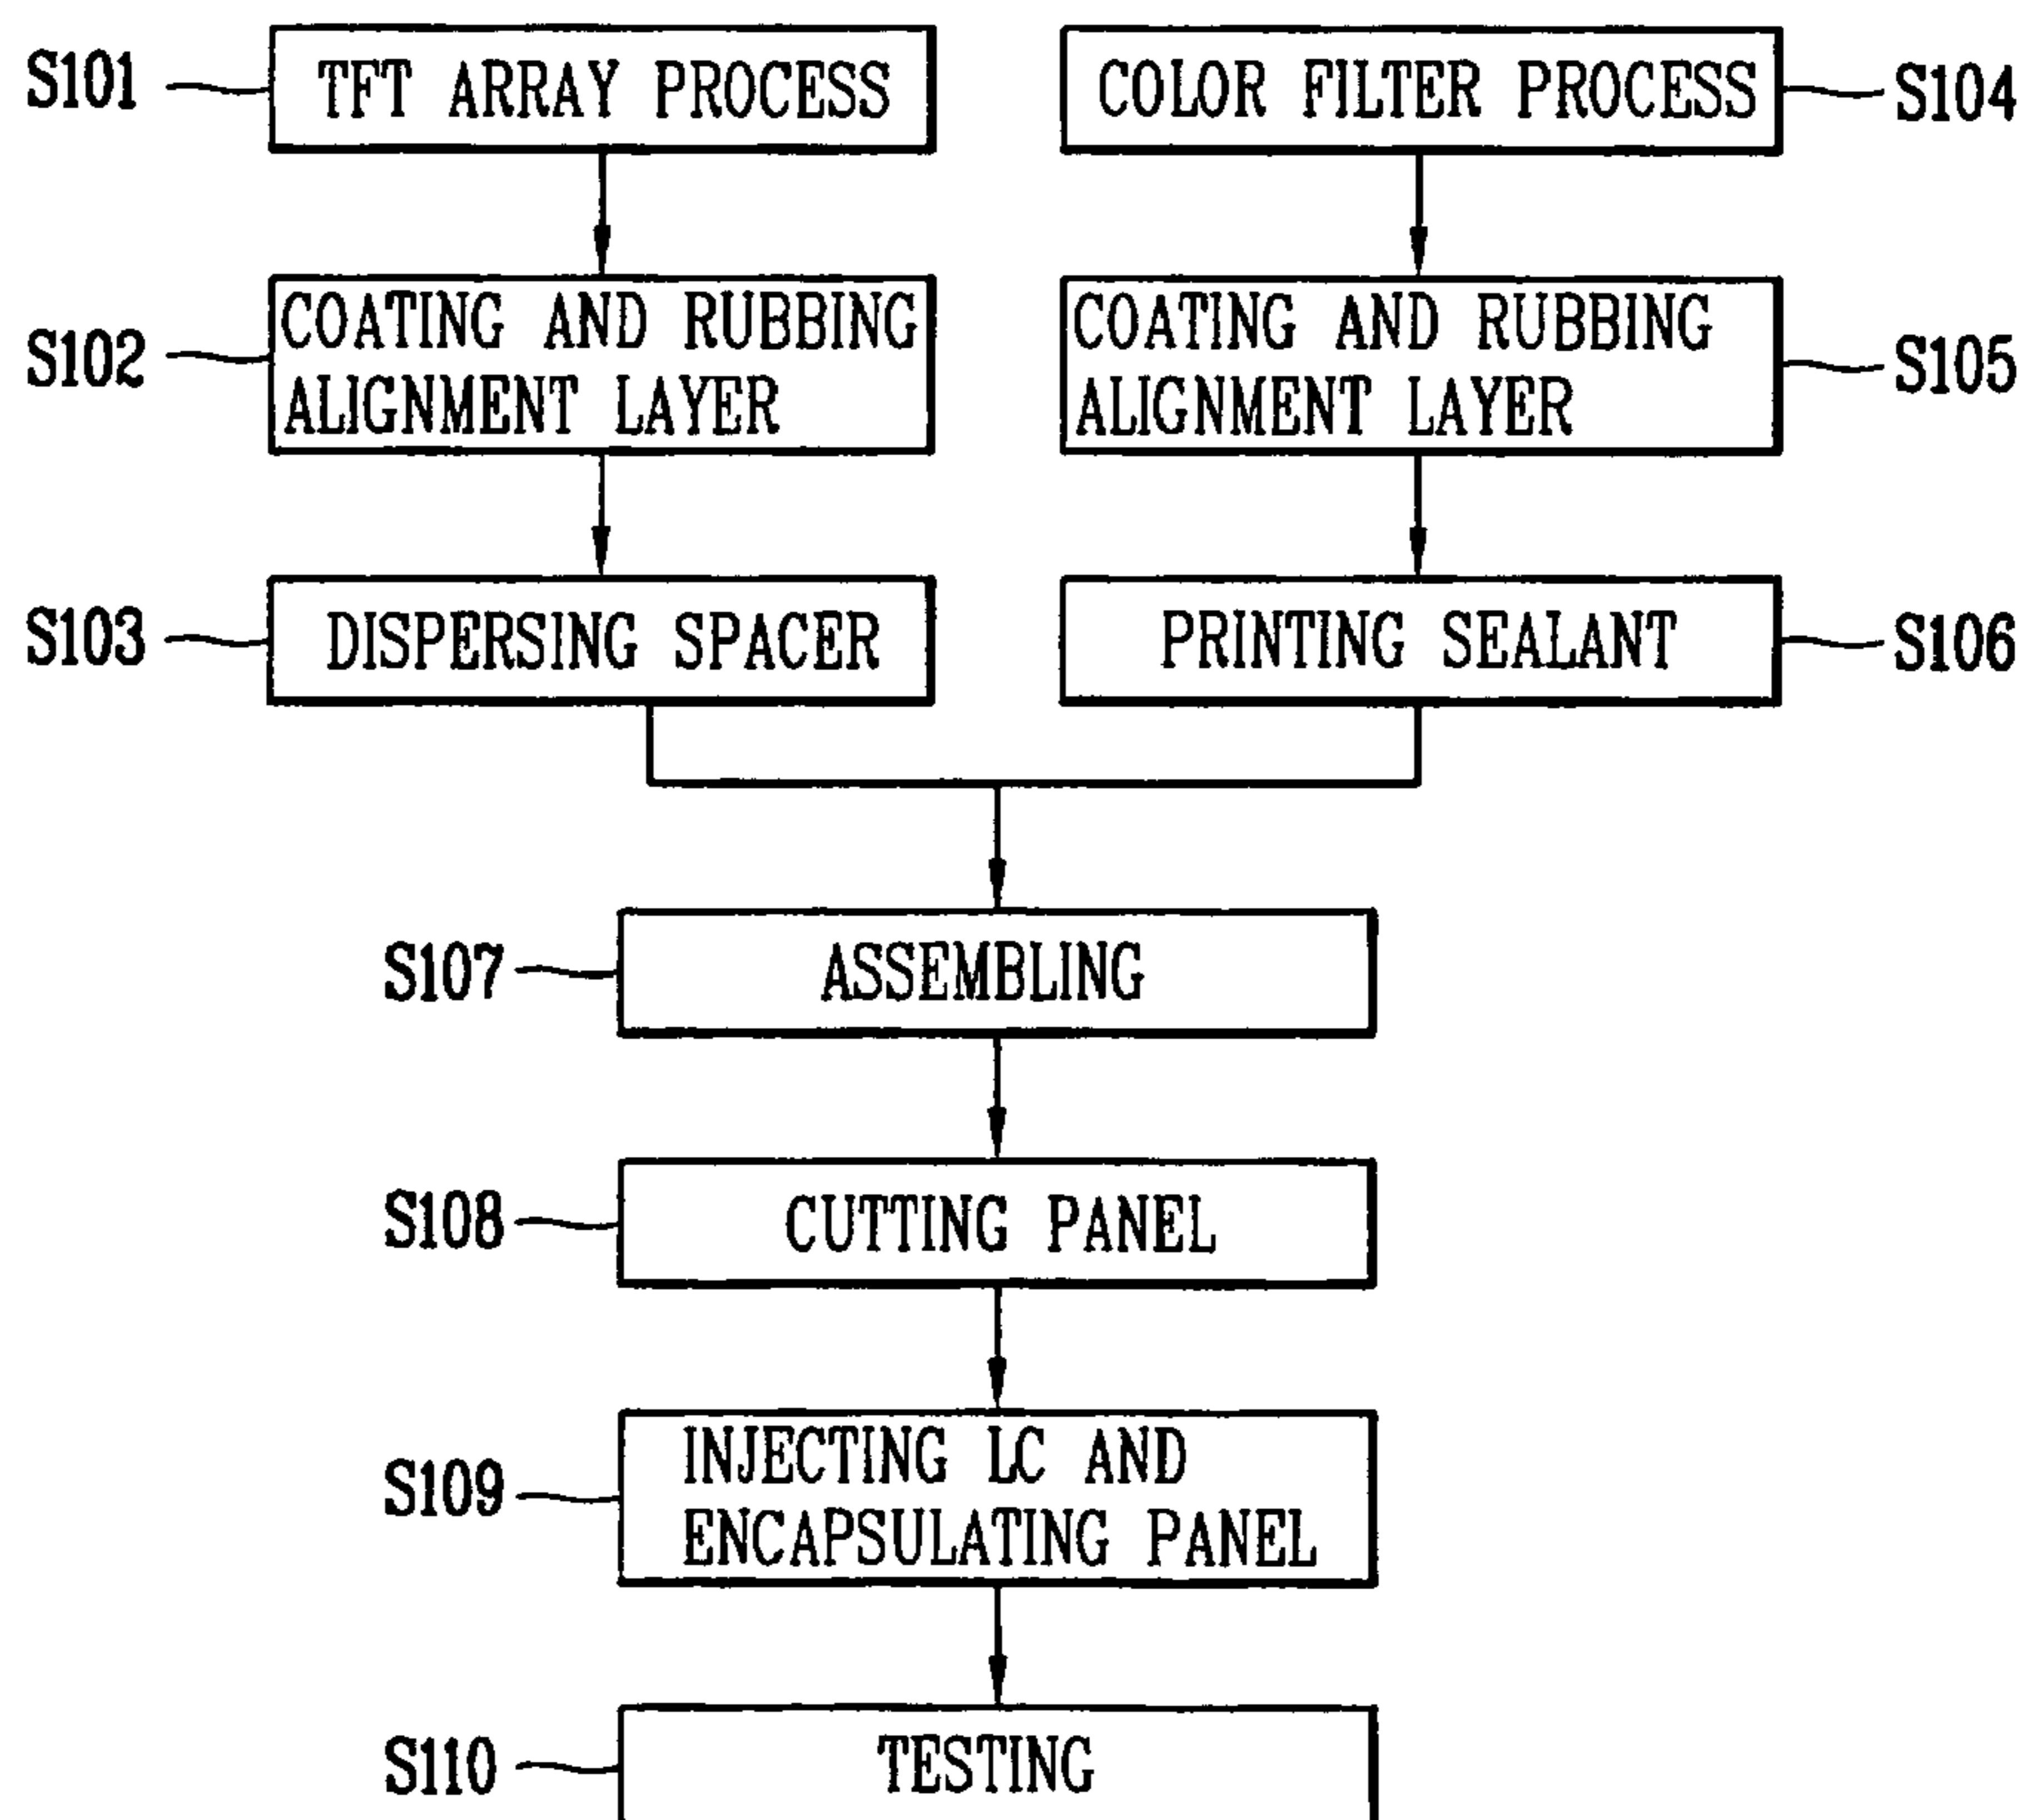 S101
TFT ARRAY PROCESS
COLOR FILTER PROCESS
S104
S102
COATING AND RUBBING
ALIGNMENT LAYER
COATING AND RUBBING
ALIGNMENT LAYER
S105
S103
DISPERSING SPACER
PRINTING SEALANT
S106
S107
ASSEMBLING
S108
CUTTING PANEL
S109
INJECTING LC AND
ENCAPSULATING PANEL
S110
TESTING